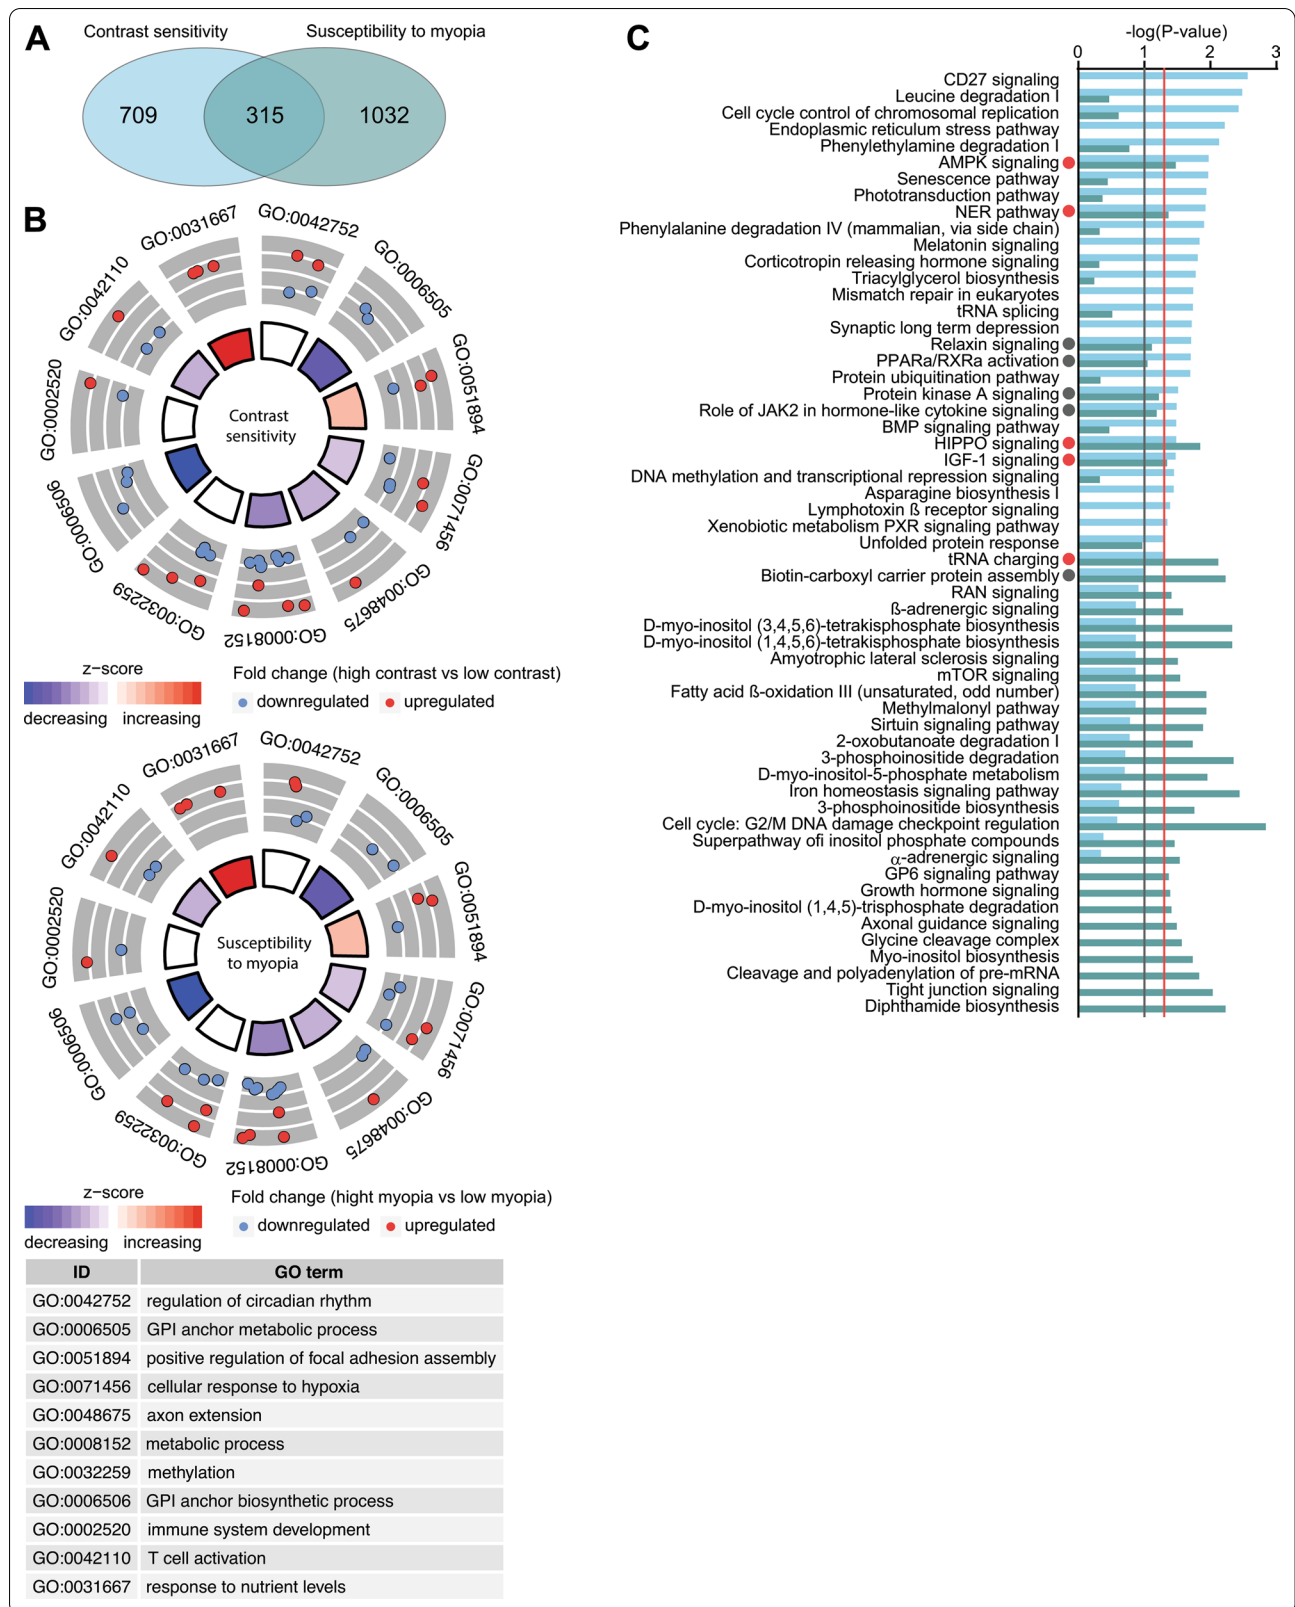 A
Contrast sensitivity
Susceptibility to myopia
709
315
1032
B
GO:0042752
GO:0006505
GO:0051894
GO:0071456
GO:0048675
GO:0008152
GO:0032259
GO:0006506
GO:0002520
GO:0042110
GO:0031667
Contrast
sensitivity
z-score
decreasing
increasing
Fold change (high contrast vs low contrast)
downregulated
upregulated
GO:0042752
GO:0006505
GO:0051894
GO:0071456
GO:0048675
GO:0008152
GO:0032259
GO:0006506
GO:0002520
GO:0042110
GO:0031667
Susceptibility
to myopia
z-score
decreasing
increasing
Fold change (hight myopia vs low myopia)
downregulated
upregulated
ID GO term
GO:0042752 regulation of circadian rhythm
GO:0006505 GPI anchor metabolic process
GO:0051894 positive regulation of focal adhesion assembly
GO:0071456 cellular response to hypoxia
GO:0048675 axon extension
GO:0008152 metabolic process
GO:0032259 methylation
GO:0006506 GPI anchor biosynthetic process
GO:0002520 immune system development
GO:0042110 T cell activation
GO:0031667 response to nutrient levels
C
-log(P-value)
0 1 2 3
CD27 signaling
Leucine degradation I
Cell cycle control of chromosomal replication
Endoplasmic reticulum stress pathway
Phenylethylamine degradation I
AMPK signaling
Senescence pathway
Phototransduction pathway
NER pathway
Phenylalanine degradation IV (mammalian, via side chain)
Melatonin signaling
Corticotropin releasing hormone signaling
Triacylglycerol biosynthesis
Mismatch repair in eukaryotes
tRNA splicing
Synaptic long term depression
Relaxin signaling
PPARa/RXRa activation
Protein ubiquitination pathway
Protein kinase A signaling
Role of JAK2 in hormone-like cytokine signaling
BMP signaling pathway
HIPPO signaling
IGF-1 signaling
DNA methylation and transcriptional repression signaling
Asparagine biosynthesis I
Lymphotoxin ß receptor signaling
Xenobiotic metabolism PXR signaling pathway
Unfolded protein response
tRNA charging
Biotin-carboxyl carrier protein assembly
RAN signaling
ß-adrenergic signaling
D-myo-inositol (3,4,5,6)-tetrakisphosphate biosynthesis
D-myo-inositol (1,4,5,6)-tetrakisphosphate biosynthesis
Amyotrophic lateral sclerosis signaling
mTOR signaling
Fatty acid ß-oxidation III (unsaturated, odd number)
Methylmalonyl pathway
Sirtuin signaling pathway
2-oxobutanoate degradation I
3-phosphoinositide degradation
D-myo-inositol-5-phosphate metabolism
Iron homeostasis signaling pathway
3-phosphoinositide biosynthesis
Cell cycle: G2/M DNA damage checkpoint regulation
Superpathway ofi inositol phosphate compounds
α-adrenergic signaling
GP6 signaling pathway
Growth hormone signaling
D-myo-inositol (1,4,5)-trisphosphate degradation
Axonal guidance signaling
Glycine cleavage complex
Myo-inositol biosynthesis
Cleavage and polyadenylation of pre-mRNA
Tight junction signaling
Diphthamide biosynthesis